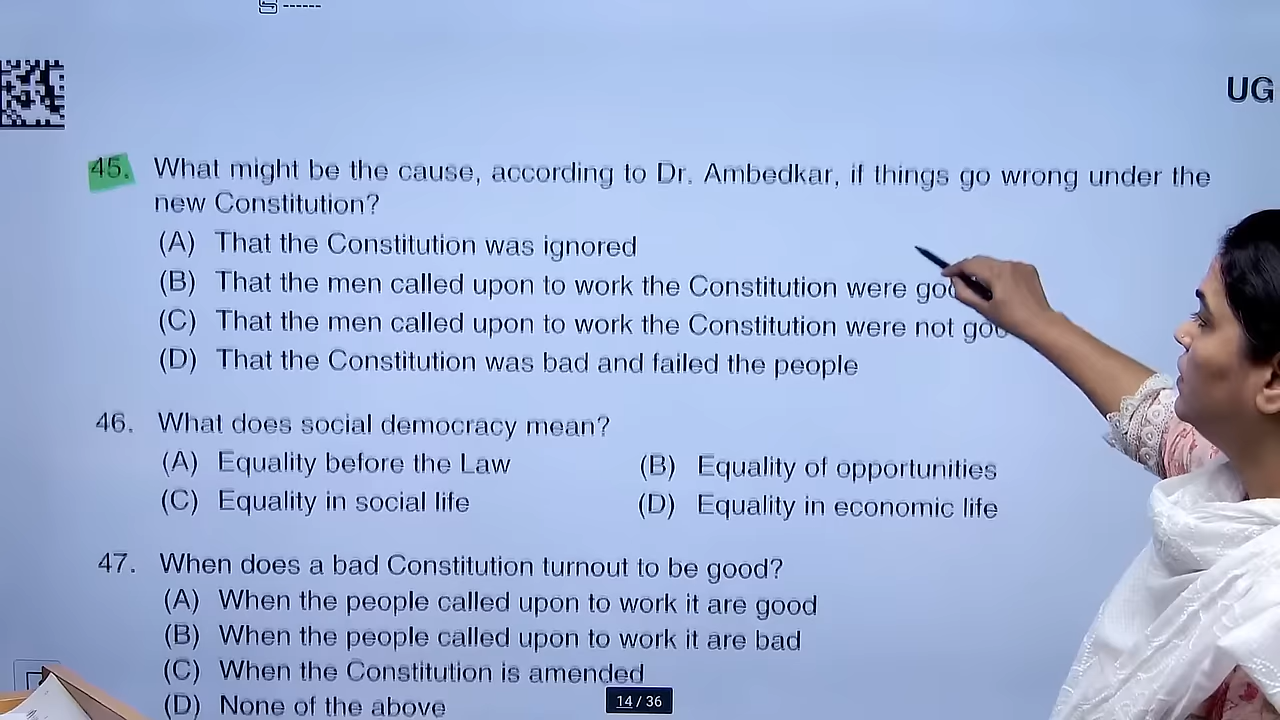 UG
45. What might be the cause, according to Dr. Ambedkar, if things go wrong under the
new Constitution?
(A) That the Constitution was ignored
(B) That the men called upon to work the Constitution were
(C) That the men called upon to work the Constitution were not
(D) That the Constitution was bad and failed the people
46. What does social democracy mean?
(A) Equality before the Law (B) Equality of opportunities
(C) Equality in social life (D) Equality in economic life
47. When does a bad Constitution turnout to be good?
(A) When the people called upon to work it are good
(B) When the people called upon to work it are bad
(C) When the Constitution is amended
(D) None of the above
14 / 36